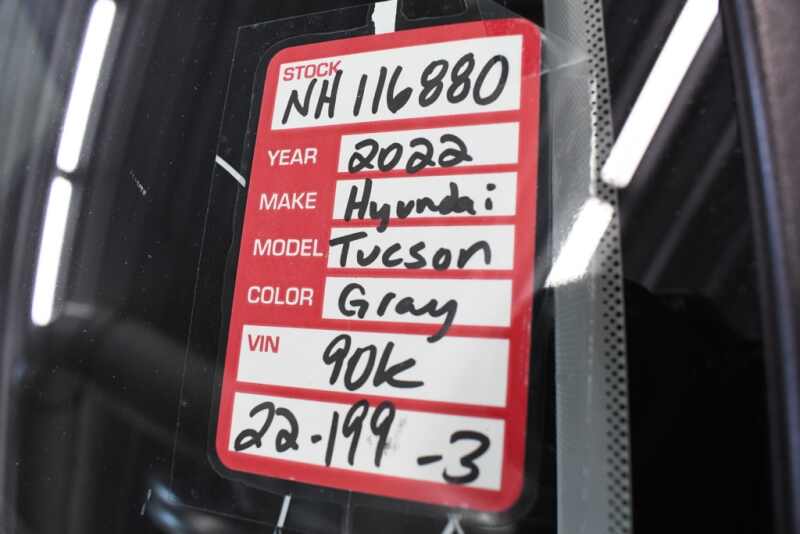 STOCK
NH116880
YEAR 2022
MAKE Hyundai
MODEL Tucson
COLOR Gray
VIN 90K
22-199-3